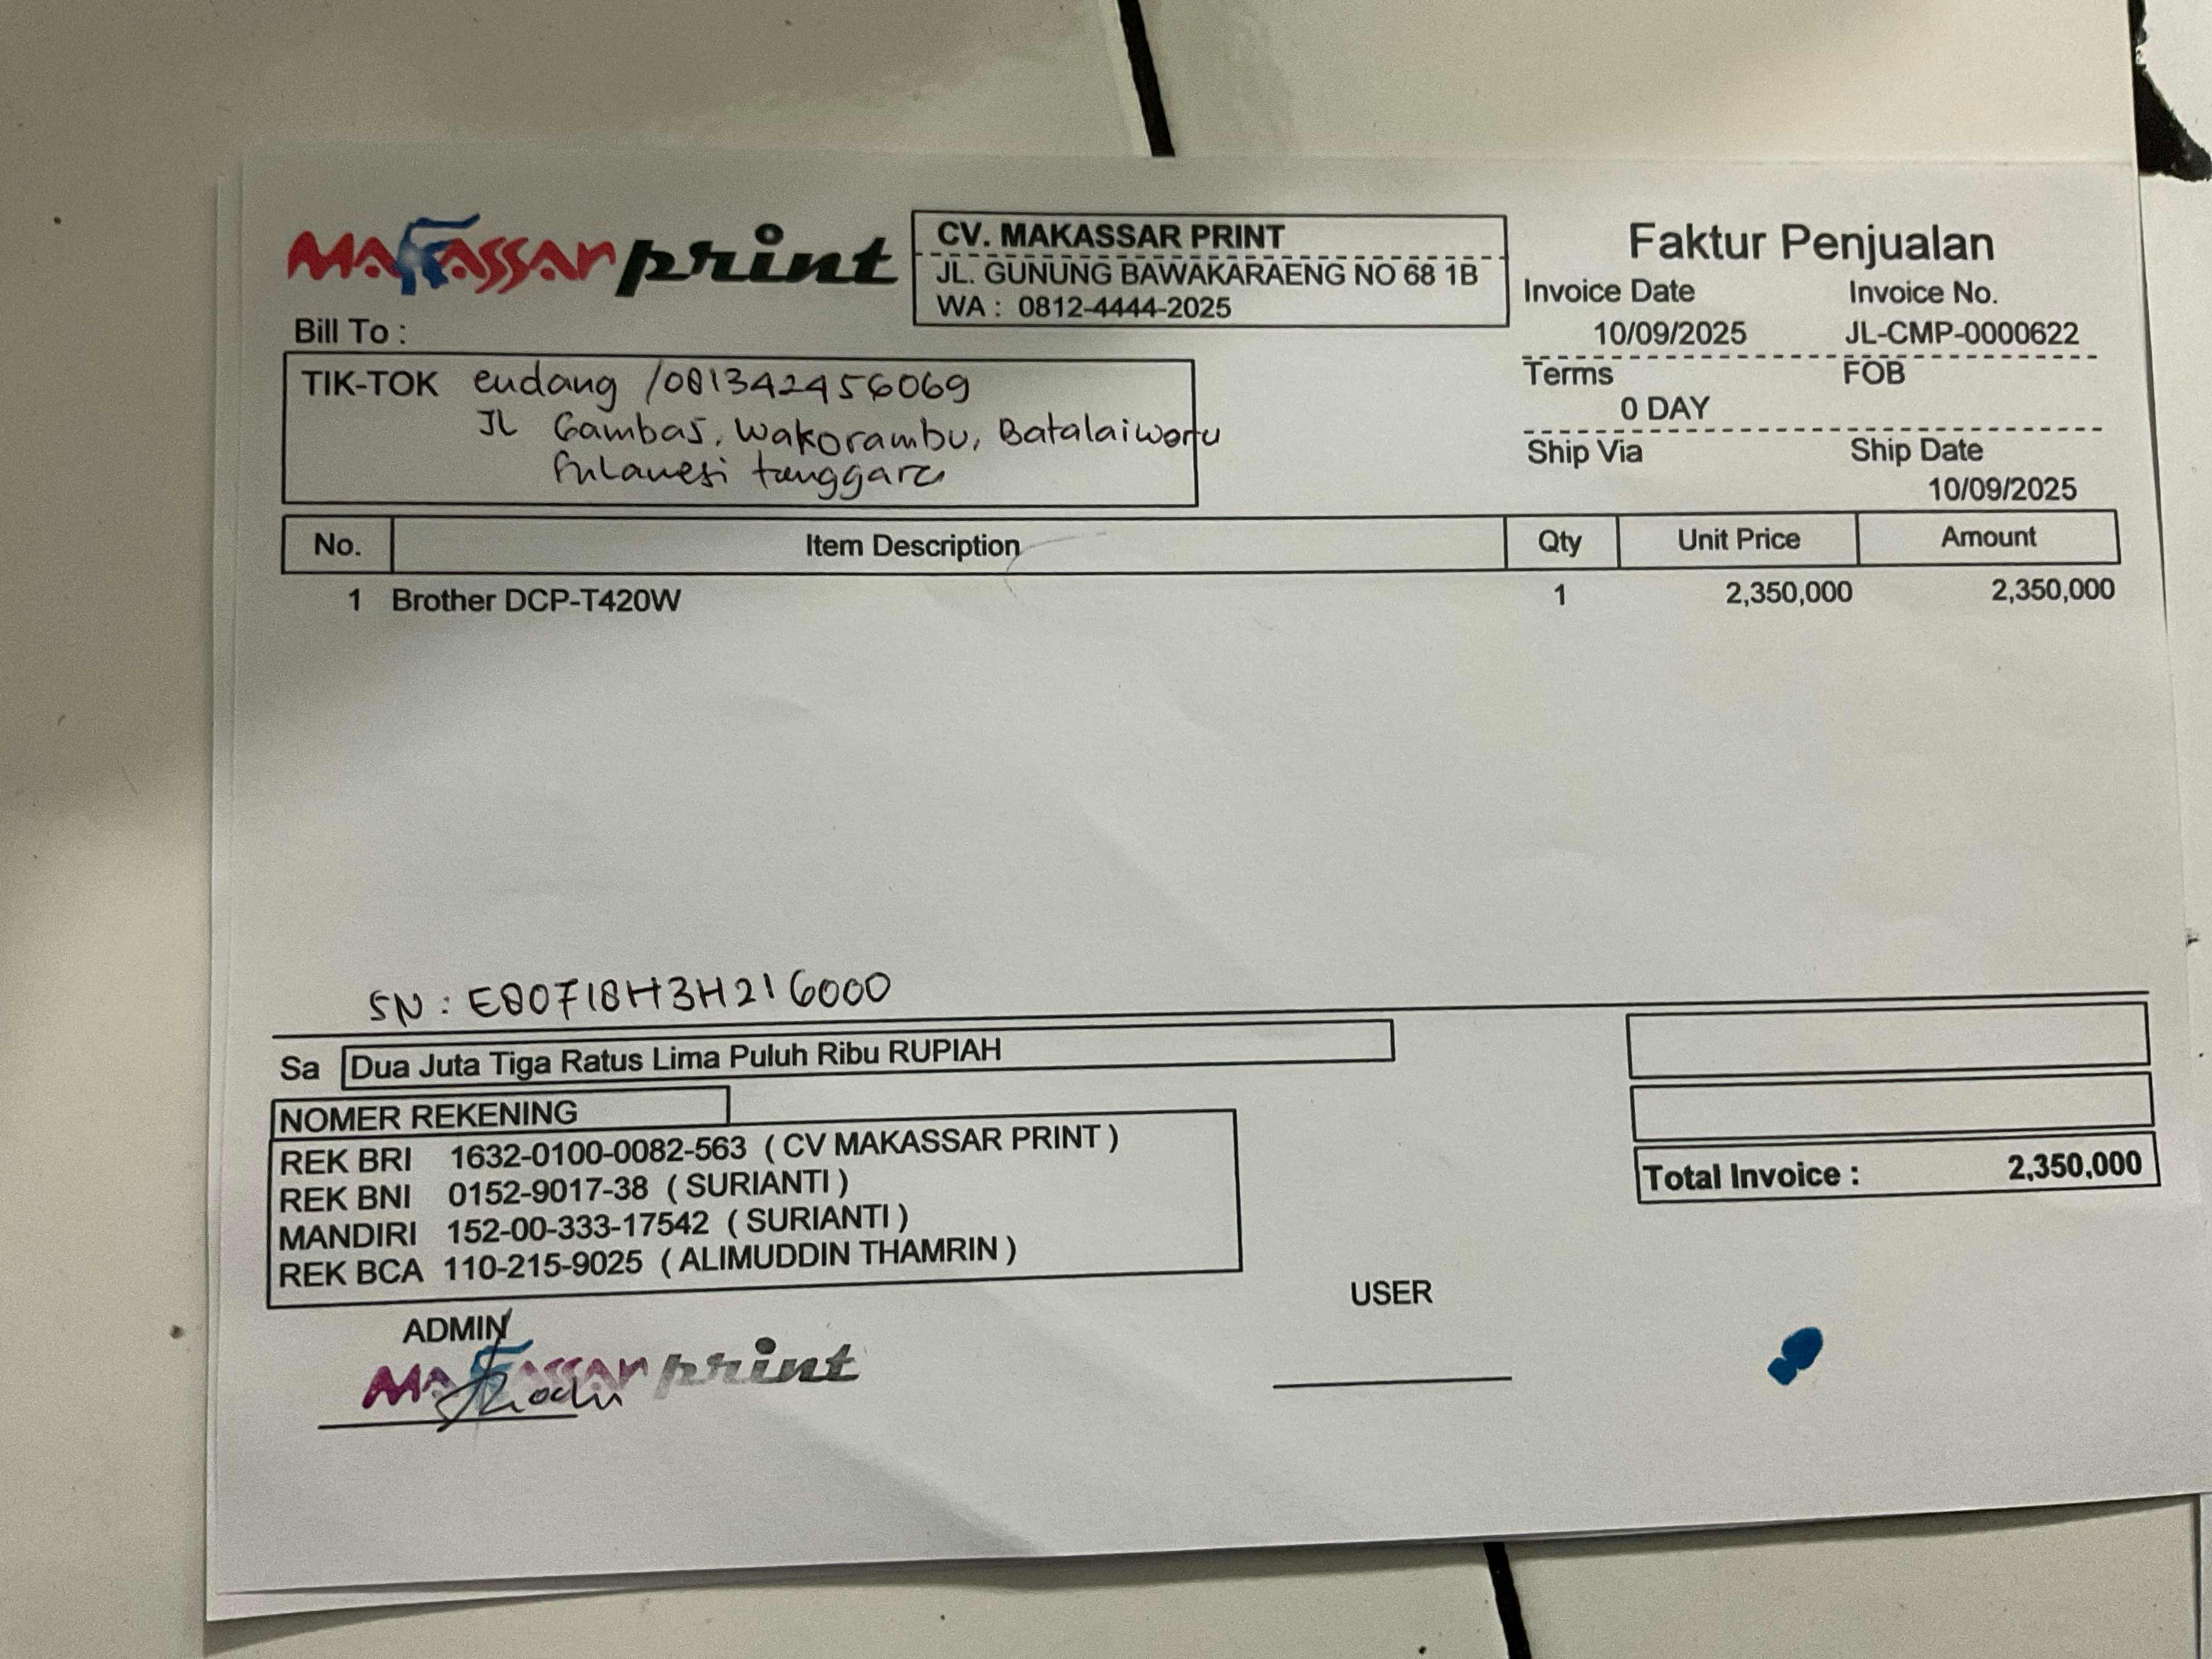 Makassar print
CV. MAKASSAR PRINT
JL. GUNUNG BAWAKARAENG NO 68 1B
WA : 0812-4444-2025
Faktur Penjualan
Invoice Date Invoice No.
10/09/2025 JL-CMP-0000622
Terms FOB
0 DAY
Ship Via Ship Date
10/09/2025
Bill To :
TIK-TOK endang /081342456069
JL Gambas, Wakorambu, Batalaiworu
Sulawesi tenggara
No. Item Description Qty Unit Price Amount
1 Brother DCP-T420W 1 2,350,000 2,350,000
SN : E80718H3H216000
Sa Dua Juta Tiga Ratus Lima Puluh Ribu RUPIAH
NOMER REKENING
REK BRI 1632-0100-0082-563 ( CV MAKASSAR PRINT )
REK BNI 0152-9017-38 ( SURIANTI )
MANDIRI 152-00-333-17542 ( SURIANTI )
REK BCA 110-215-9025 ( ALIMUDDIN THAMRIN )
Total Invoice : 2,350,000
ADMIN USER
Makassar print